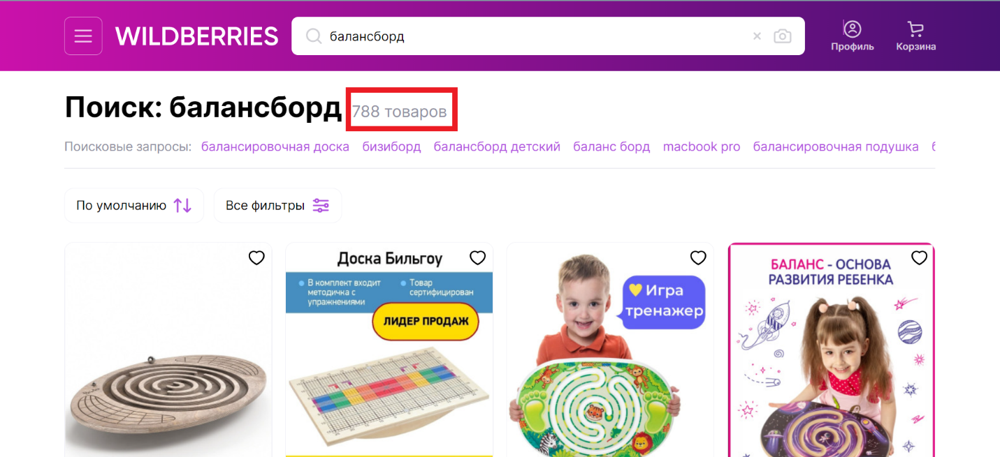 WILDBERRIES
балансборд
Профиль
Корзина
Поиск: балансборд 788 товаров
Поисковые запросы: балансировочная доска бизиборд балансборд детский баланс борд macbook pro балансировочная подушка
По умолчанию
Все фильтры
Доска Бильгоу
В комплект входит
методичка с
упражнениями
Товар
сертифицирован
ЛИДЕР ПРОДАЖ
Игра
тренажер
БАЛАНС - ОСНОВА
РАЗВИТИЯ РЕБЕНКА